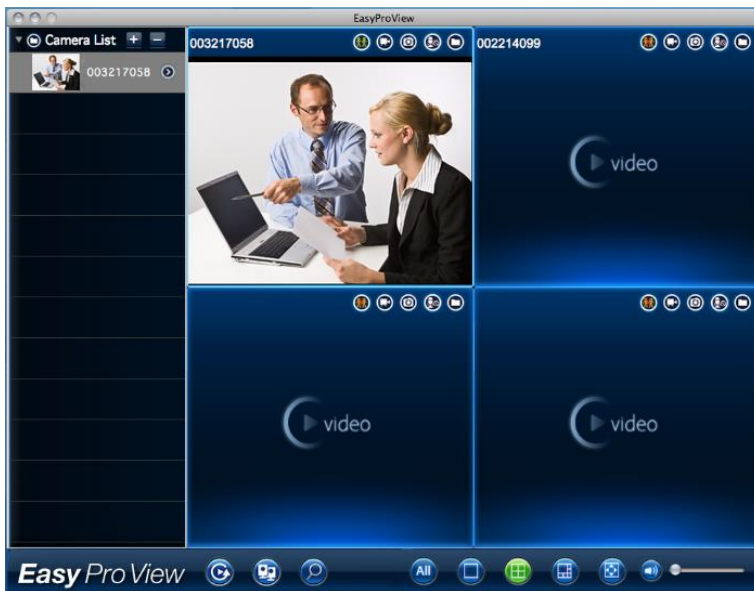 EasyProView
Camera List
003217058
003217058
002214099
video
video
video
Easy Pro View
All